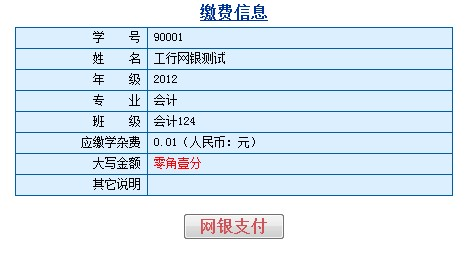 缴费信息
学 号 90001
姓 名 工行网银测试
年 级 2012
专 业 会计
班 级 会计124
应缴学杂费 0.01（人民币：元）
大写金额 零角壹分
其它说明
网银支付